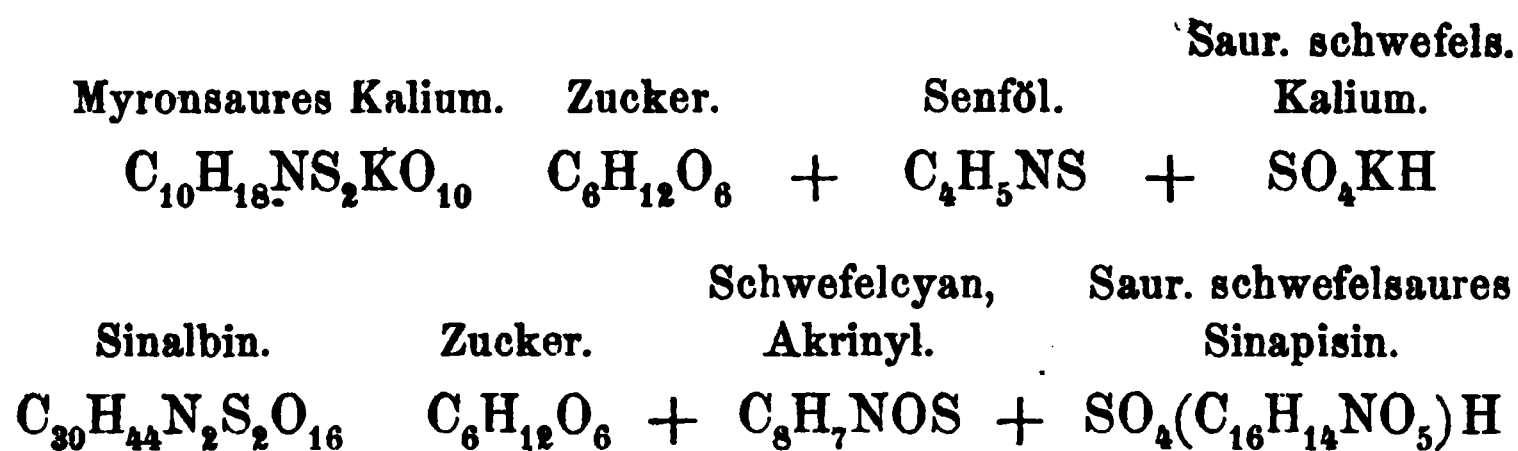 Saur. schwefels.
Myronsaures Kalium. Zucker. Senföl. Kalium.
C₁₀H₁₈NS₂KO₁₀ C₆H₁₂O₆ + C₄H₅NS + SO₄KH
Schwefelcyan, Saur. schwefelsaures
Sinalbin. Zucker. Akrinyl. Sinapisin.
C₃₀H₄₄N₂S₂O₁₆ C₆H₁₂O₆ + C₈H₇NOS + SO₄(C₁₆H₁₄NO₅)H